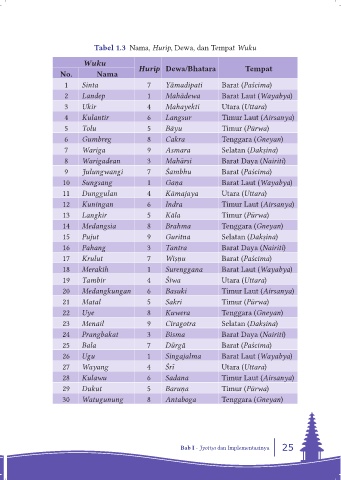 Tabel 1.3 Nama, Hurip, Dewa, dan Tempat Wuku
Wuku Hurip Dewa/Bhatara Tempat
No. Nama
1 Sinta 7 Yāmadipati Barat (Paścima)
2 Landep 1 Mahādewa Barat Laut (Wayabya)
3 Ukir 4 Mahayekti Utara (Uttara)
4 Kulantir 6 Langsur Timur Laut (Airsanya)
5 Tolu 5 Bāyu Timur (Pūrwa)
6 Gumbreg 8 Cakra Tenggara (Gneyan)
7 Wariga 9 Asmara Selatan (Daksina)
8 Warigadean 3 Mahārsi Barat Daya (Nairiti)
9 Julungwangi 7 Śambhu Barat (Paścima)
10 Sungsang 1 Gana Barat Laut (Wayabya)
11 Dunggulan 4 Kāmajaya Utara (Uttara)
12 Kuningan 6 Indra Timur Laut (Airsanya)
13 Langkir 5 Kāla Timur (Pūrwa)
14 Medangsia 8 Brahma Tenggara (Gneyan)
15 Pujut 9 Guritna Selatan (Daksina)
16 Pahang 3 Tantra Barat Daya (Nairiti)
17 Krulut 7 Wiṣṇu Barat (Paścima)
18 Merakih 1 Surenggana Barat Laut (Wayabya)
19 Tambir 4 Śiwa Utara (Uttara)
20 Medangkungan 6 Basuki Timur Laut (Airsanya)
21 Matal 5 Sakri Timur (Pūrwa)
22 Uye 8 Kuwera Tenggara (Gneyan)
23 Menail 9 Ciragotra Selatan (Daksina)
24 Prangbakat 3 Bisma Barat Daya (Nairiti)
25 Bala 7 Dūrgā Barat (Paścima)
26 Ugu 1 Singajalma Barat Laut (Wayabya)
27 Wayang 4 Śrī Utara (Uttara)
28 Kulawu 6 Sadana Timur Laut (Airsanya)
29 Dukut 5 Baruṇa Timur (Pūrwa)
30 Watugunung 8 Antaboga Tenggara (Gneyan)
Bab I - Jyotiṣa dan Implementasinya 25